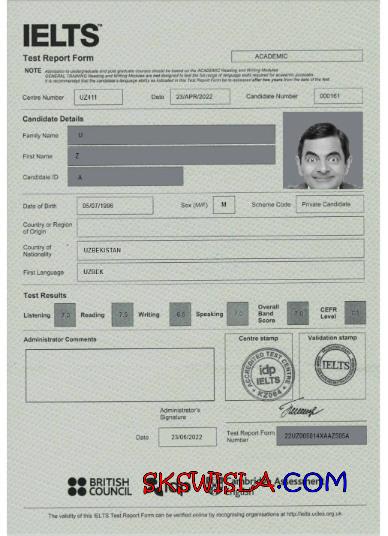 IELTS™
Test Report Form
ACADEMIC
NOTE Admission to undergraduate and post graduate courses should be based on the ACADEMIC Reading and Writing Modules
GENERAL TRAINING Reading and Writing Modules are not designed to test the full range of language skills required for academic purposes
It is recommended that the candidate's language ability as indicated in this Test Report Form be re-assessed after two years from the date of the test
Centre Number UZ411 Date 23/APR/2022 Candidate Number 000161
Candidate Details
Family Name U
First Name Z
Candidate ID A
Date of Birth 05/07/1996 Sex (M/F) M Scheme Code Private Candidate
Country or Region
of Origin
Country of
Nationality UZBEKISTAN
First Language UZBEK
Test Results
Listening 7.0 Reading 7.5 Writing 6.5 Speaking 7.0 Overall Band Score 7.0 CEFR Level
Administrator Comments
Centre stamp
Validation stamp
ACCREDITED TEST CENTRE
idp
IELTS
IELTS
Administrator's
Signature
Date 23/06/2022
Test Report Form
Number
BRITISH
COUNCIL
idp
Cambridge Assessment
English
SKSWISLA.COM
The validity of this IELTS Test Report Form can be verified online by recognising organisations at http://ielts.ucles.org.uk